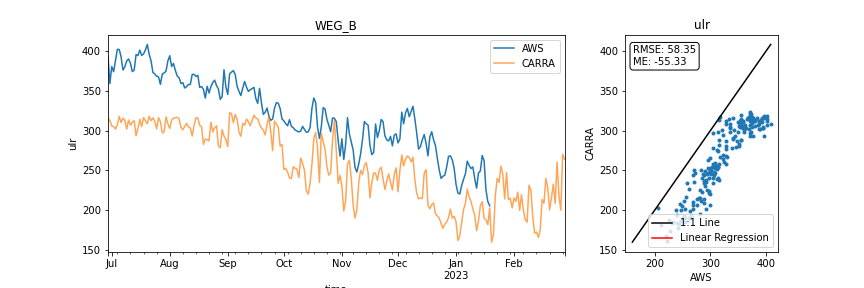 WEG_B
ulr
400
350
300
250
200
150
ulr
AWS
CARRA
Jul
Aug
Sep
Oct
Nov
Dec
Jan
2023
Feb
time
400
350
300
250
200
150
CARRA
RMSE: 58.35
ME: -55.33
1:1 Line
Linear Regression
200
300
400
AWS